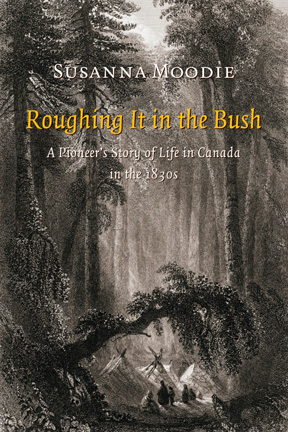 Susanna Moodie
Roughing It in the Bush
A Pioneer's Story of Life in Canada
in the 1830s